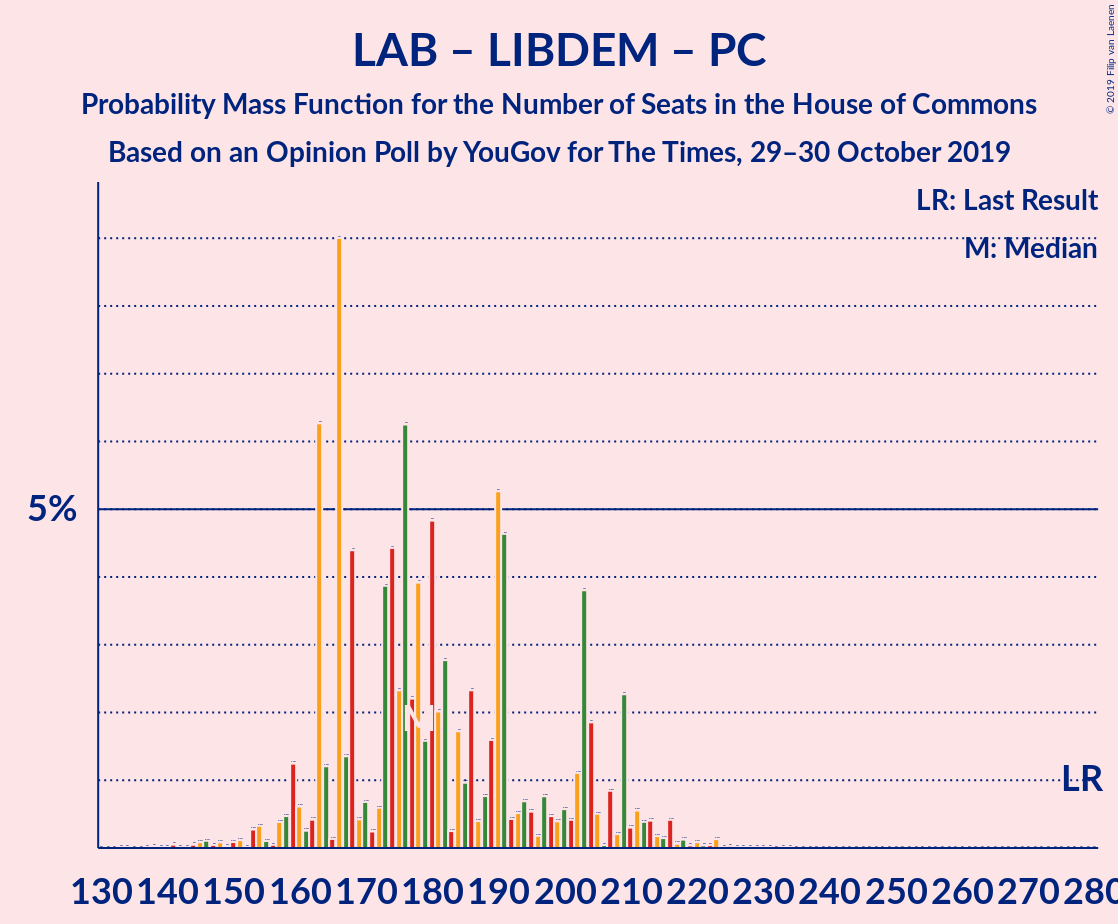 LAB – LIBDEM – PC
Probability Mass Function for the Number of Seats in the House of Commons
Based on an Opinion Poll by YouGov for The Times, 29–30 October 2019
© 2019 Filip van Laenen
LR: Last Result
M: Median
5%
M
LR
130 140 150 160 170 180 190 200 210 220 230 240 250 260 270 280